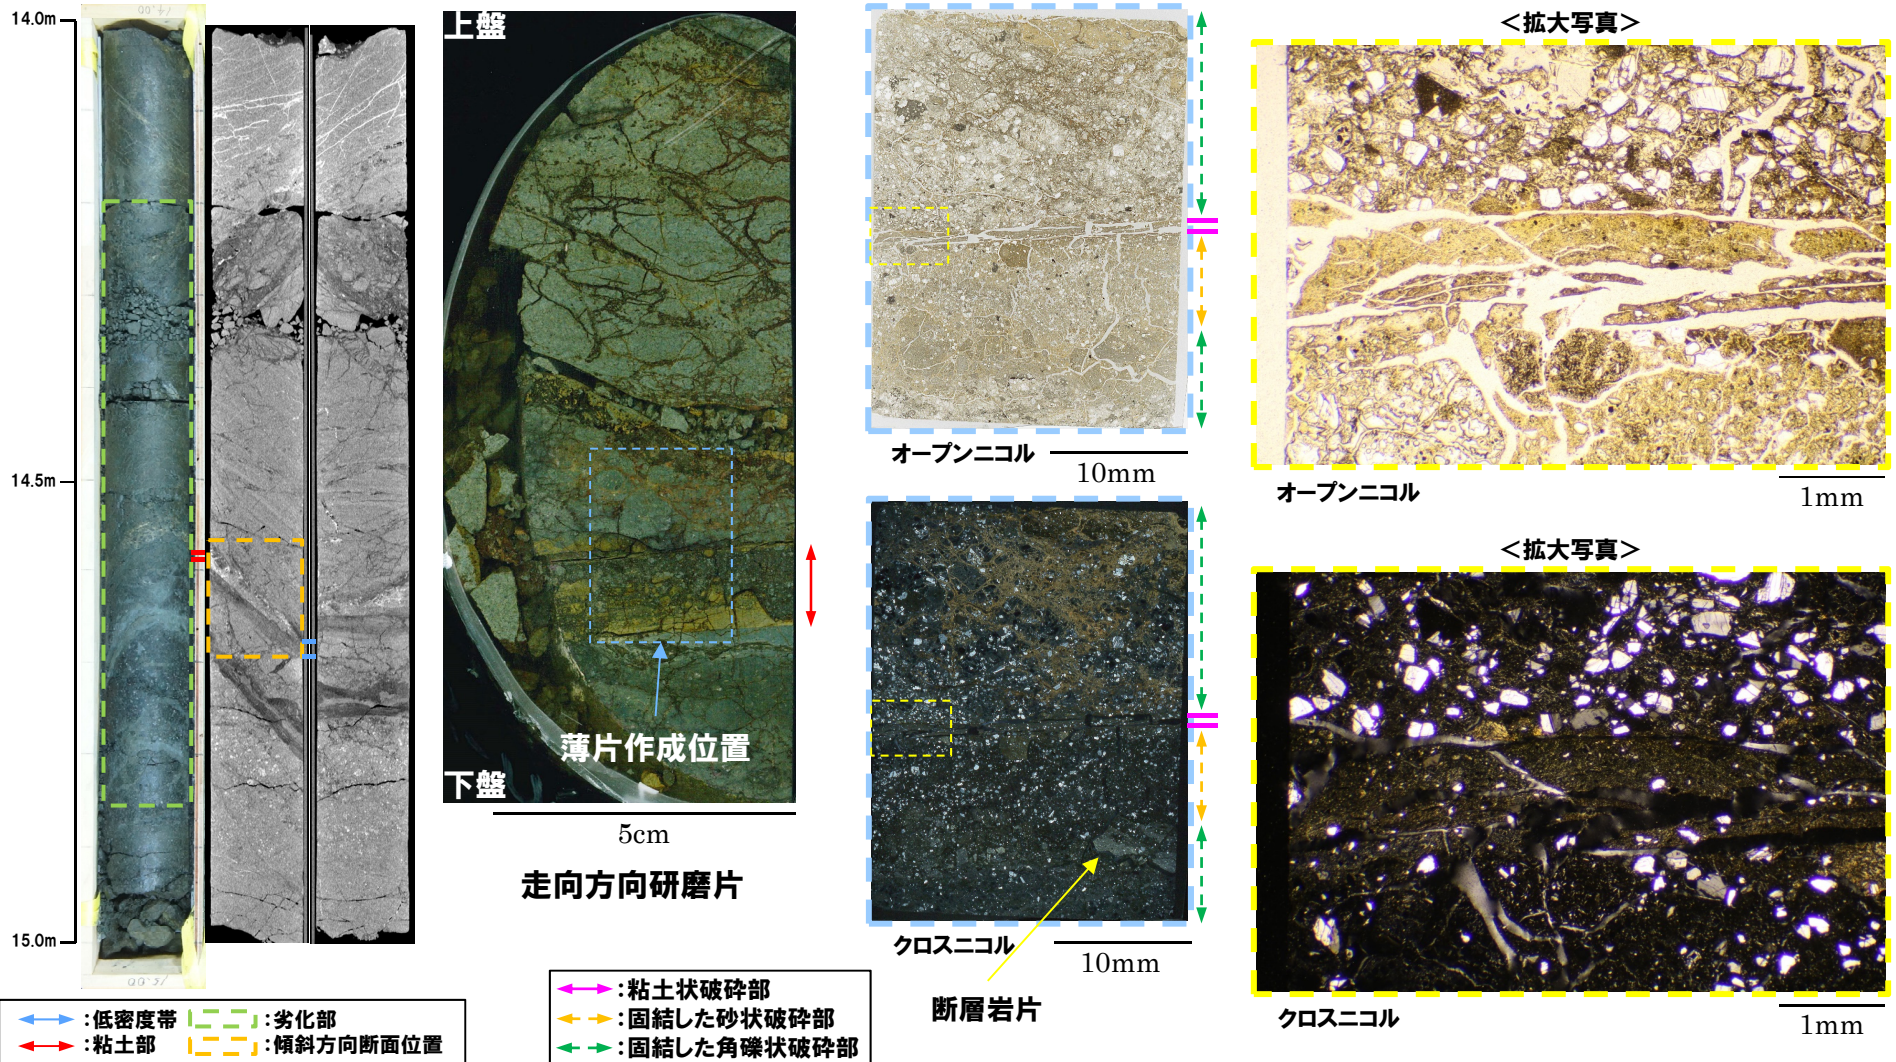 14.0m
14.5m
15.0m
14.00
15.00
上盤
下盤
薄片作成位置
5cm
走向方向研磨片
オープンニコル
10mm
クロスニコル
10mm
断層岩片
<拡大写真>
オープンニコル
1mm
<拡大写真>
クロスニコル
1mm
:低密度帯
:劣化部
:粘土部
:傾斜方向断面位置
:粘土状破砕部
:固結した砂状破砕部
:固結した角礫状破砕部